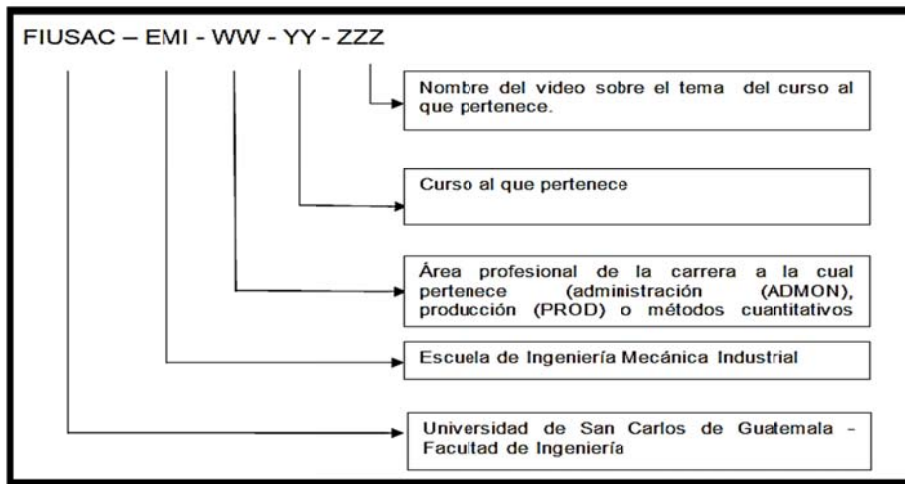 FIUSAC – EMI - WW - YY - ZZZ
Nombre del video sobre el tema del curso al
que pertenece.
Curso al que pertenece
Área profesional de la carrera a la cual
pertenece (administración (ADMON),
producción (PROD) o métodos cuantitativos
Escuela de Ingeniería Mecánica Industrial
Universidad de San Carlos de Guatemala –
Facultad de Ingeniería